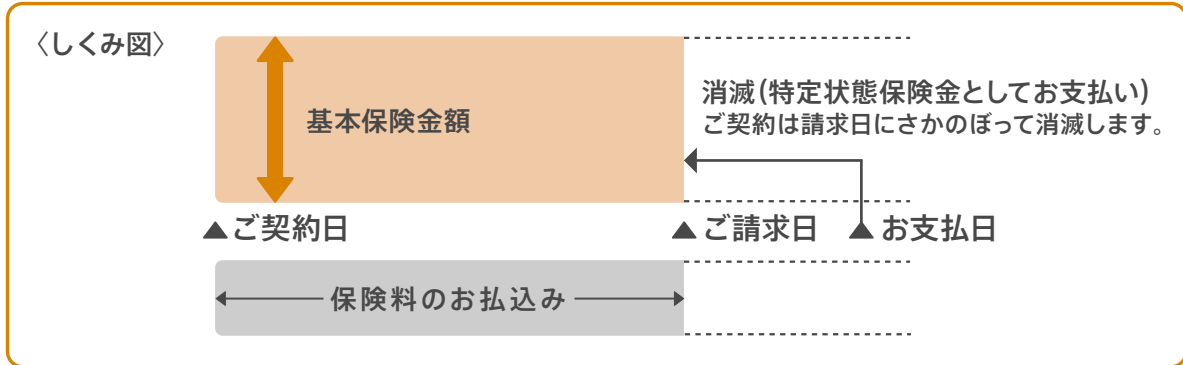 〈しくみ図〉
基本保険金額
消滅(特定状態保険金としてお支払い)
ご契約は請求日にさかのぼって消滅します。
▲ご契約日
▲ご請求日
▲お支払日
保険料のお払込み